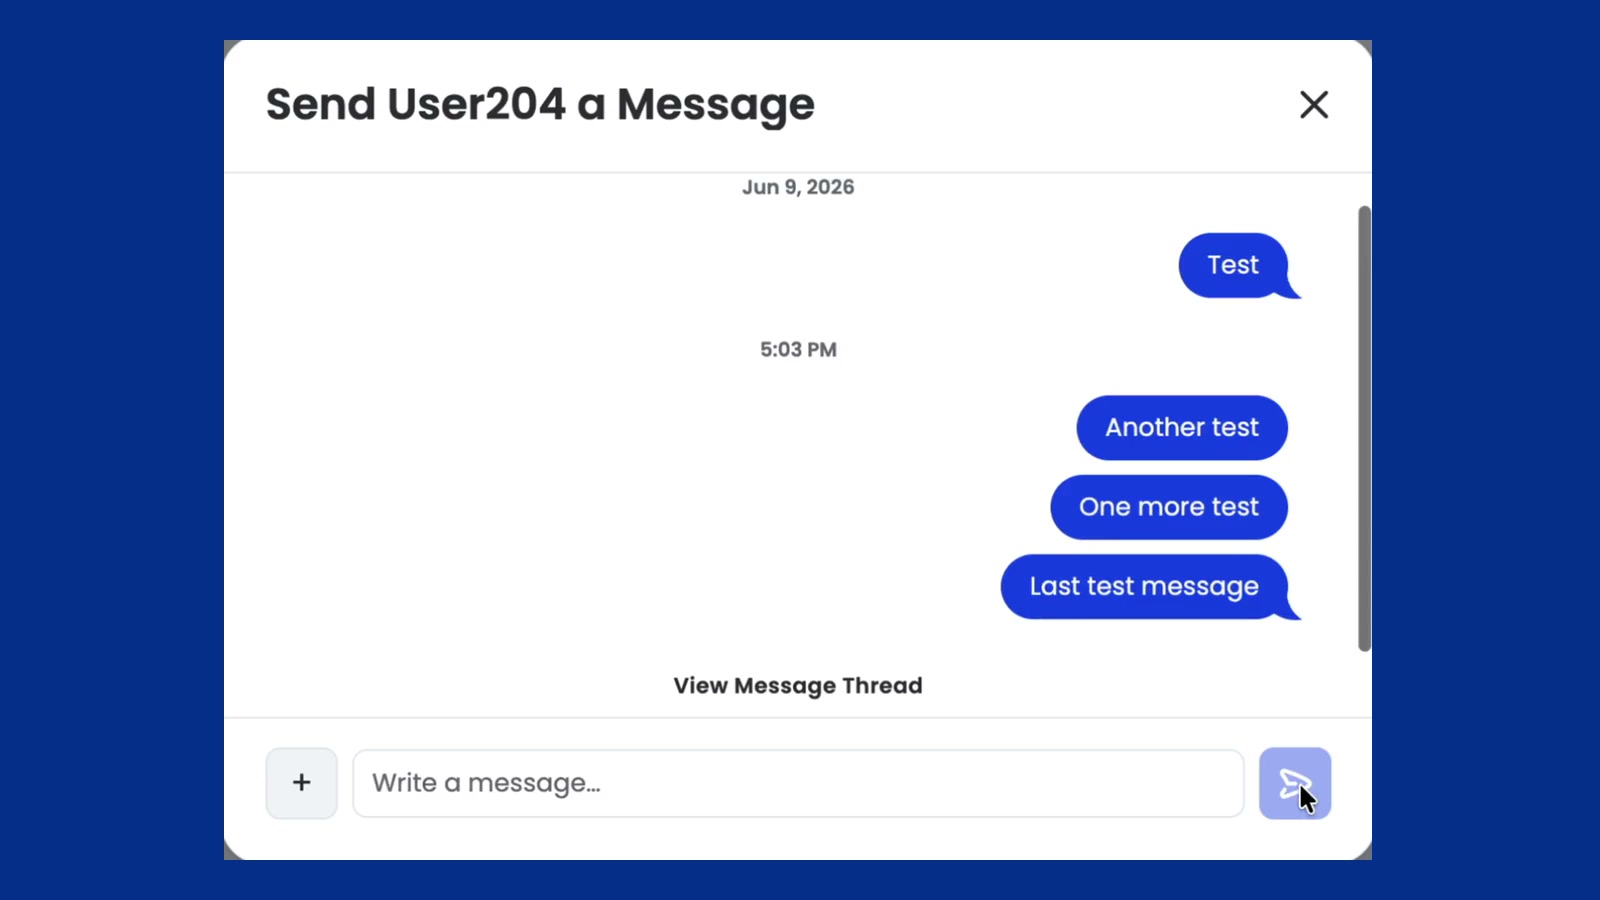 Send User204 a Message
Jun 9, 2026
Test
5:03 PM
Another test
One more test
Last test message
View Message Thread
+
Write a message...